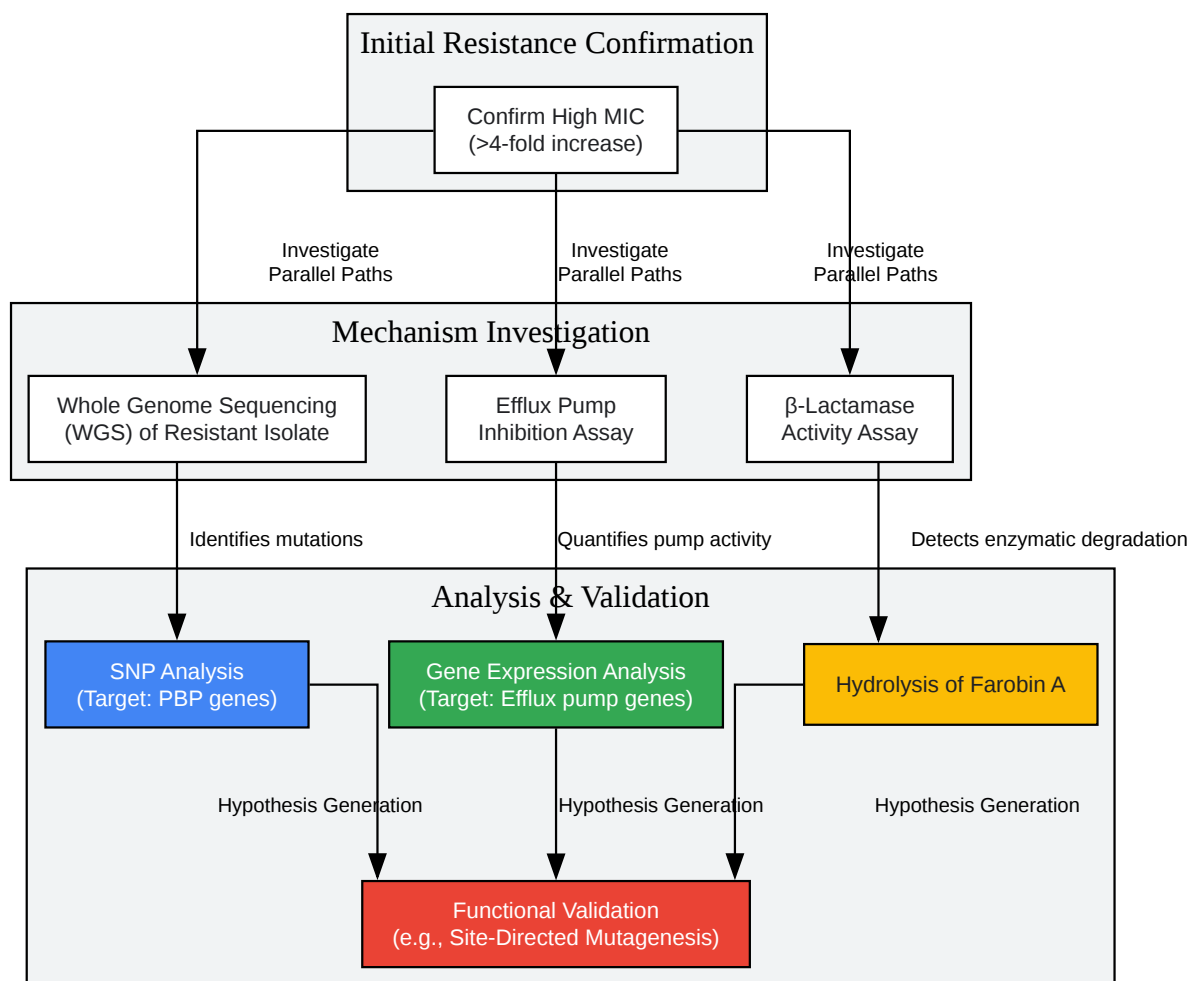 Initial Resistance Confirmation
Confirm High MIC
(>4-fold increase)
Investigate
Parallel Paths
Investigate
Parallel Paths
Investigate
Parallel Paths
Mechanism Investigation
Whole Genome Sequencing
(WGS) of Resistant Isolate
Efflux Pump
Inhibition Assay
β-Lactamase
Activity Assay
Identifies mutations
Quantifies pump activity
Detects enzymatic degradation
Analysis & Validation
SNP Analysis
(Target: PBP genes)
Gene Expression Analysis
(Target: Efflux pump genes)
Hydrolysis of Farobin A
Hypothesis Generation
Hypothesis Generation
Hypothesis Generation
Functional Validation
(e.g., Site-Directed Mutagenesis)